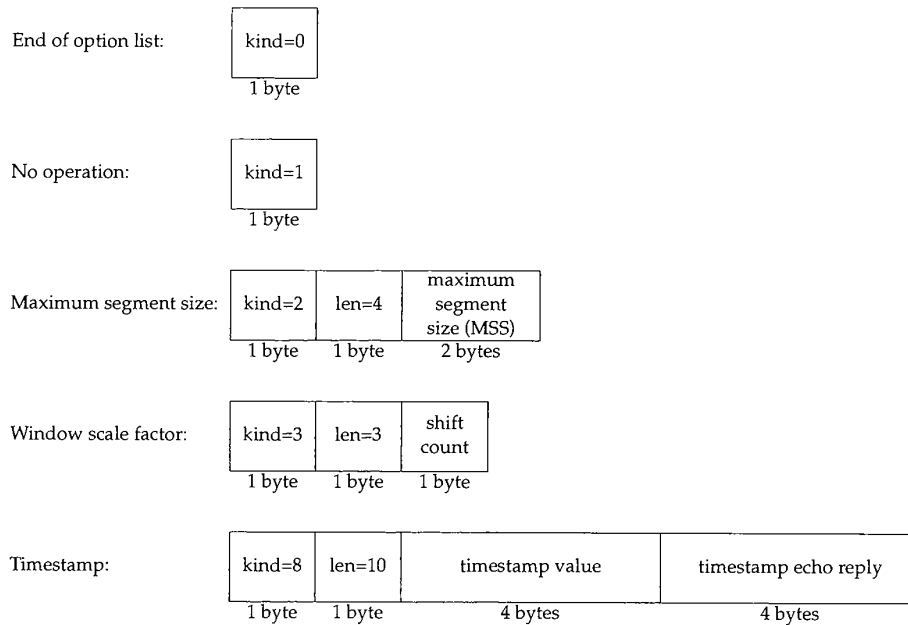 End of option list:
kind=0
1 byte
No operation:
kind=1
1 byte
Maximum segment size:
kind=2
len=4
maximum
segment
size (MSS)
1 byte
1 byte
2 bytes
Window scale factor:
kind=3
len=3
shift
count
1 byte
1 byte
1 byte
Timestamp:
kind=8
len=10
timestamp value
timestamp echo reply
1 byte
1 byte
4 bytes
4 bytes